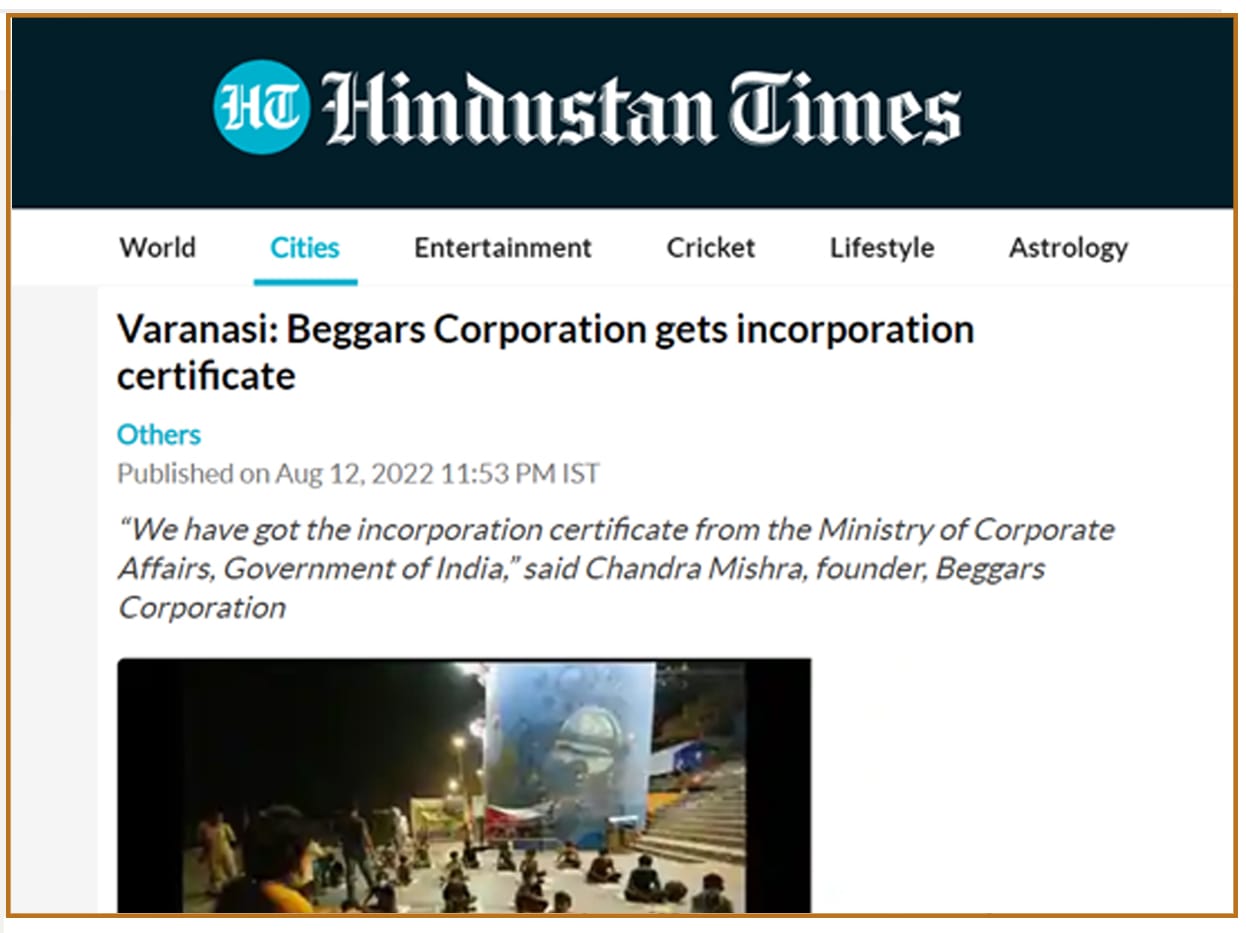 HT Hindustan Times
World Cities Entertainment Cricket Lifestyle Astrology
Varanasi: Beggars Corporation gets incorporation
certificate
Others
Published on Aug 12, 2022 11:53 PM IST
“We have got the incorporation certificate from the Ministry of Corporate
Affairs, Government of India,” said Chandra Mishra, founder, Beggars
Corporation